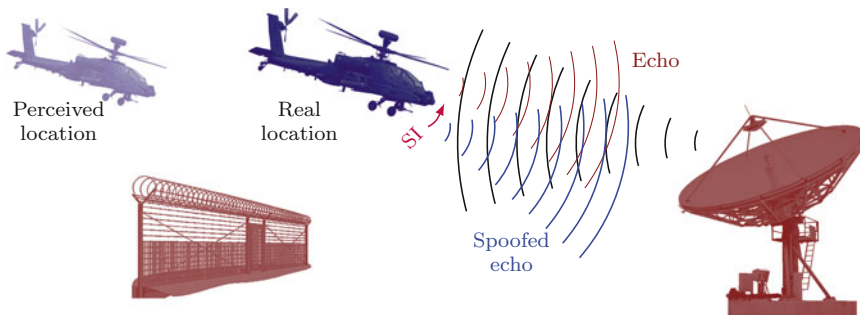 Perceived
location
Real
location
SI
Echo
Spoofed
echo